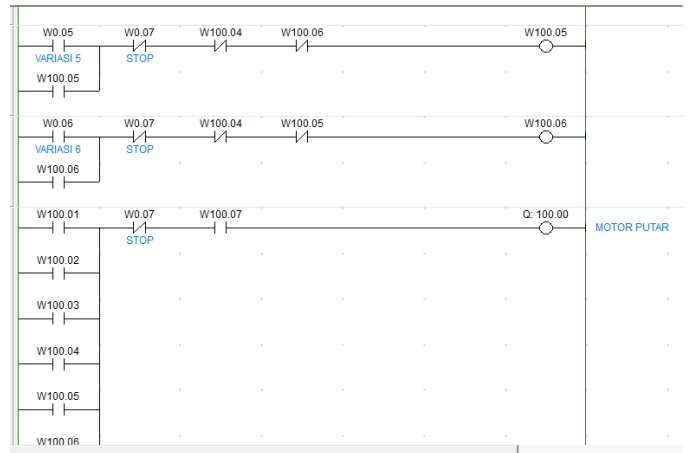 W0.05 W0.07 W100.04 W100.06 W100.05
VARIASI 5 STOP
W100.05
W0.06 W0.07 W100.04 W100.05 W100.06
VARIASI 6 STOP
W100.06
W100.01 W0.07 W100.07 Q: 100.00
STOP MOTOR PUTAR
W100.02
W100.03
W100.04
W100.05
W100.06